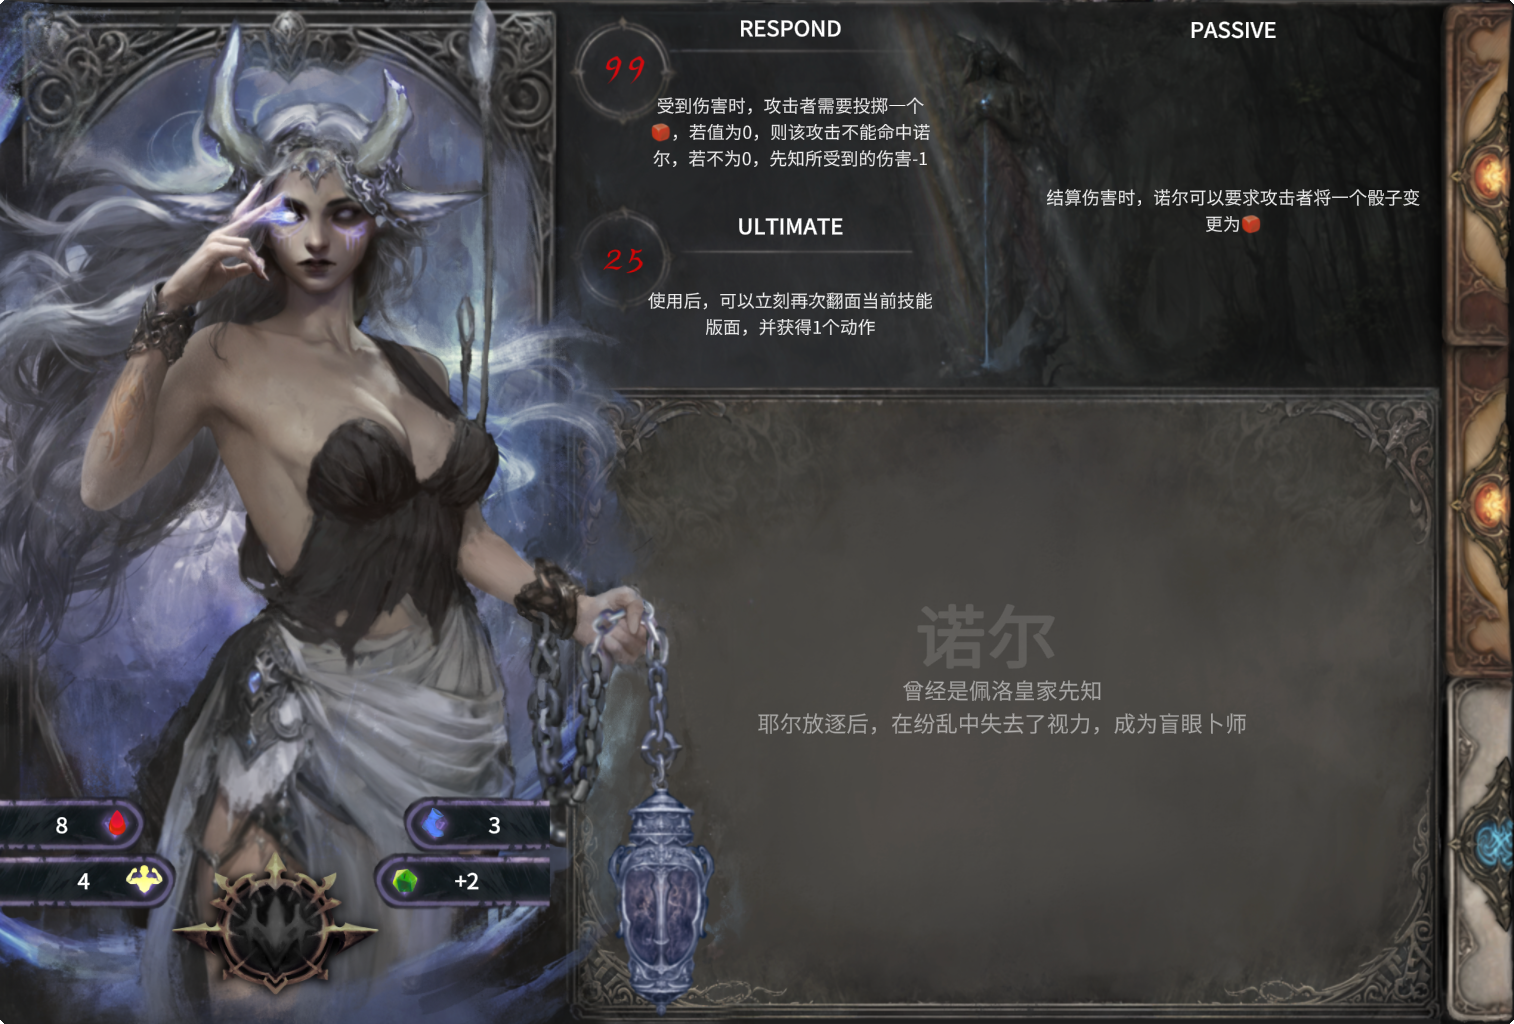 RESPOND
99
受到伤害时，攻击者需要投掷一个
，若值为0，则该攻击不能命中诺
尔，若不为0，先知所受到的伤害-1
ULTIMATE
25
使用后，可以立刻再次翻面当前技能
版面，并获得1个动作
PASSIVE
结算伤害时，诺尔可以要求攻击者将一个骰子变
更为
诺尔
曾经是佩洛皇家先知
耶尔放逐后，在纷乱中失去了视力，成为盲眼卜师
8
3
4
+2